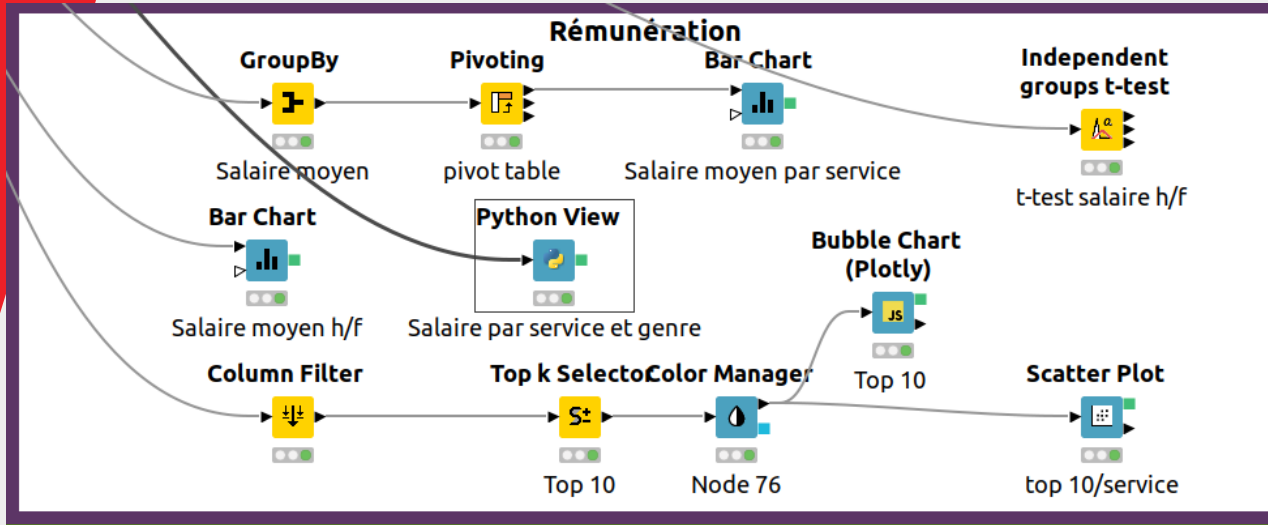 Rémunération
GroupBy
Pivoting
Bar Chart
Independent
groups t-test
Salaire moyen
pivot table
Salaire moyen par service
t-test salaire h/f
Bar Chart
Python View
Bubble Chart
(Plotly)
JS
Salaire moyen h/f
Salaire par service et genre
Top 10
Column Filter
Top k Selector
Color Manager
Scatter Plot
S
Top 10
Node 76
top 10/service